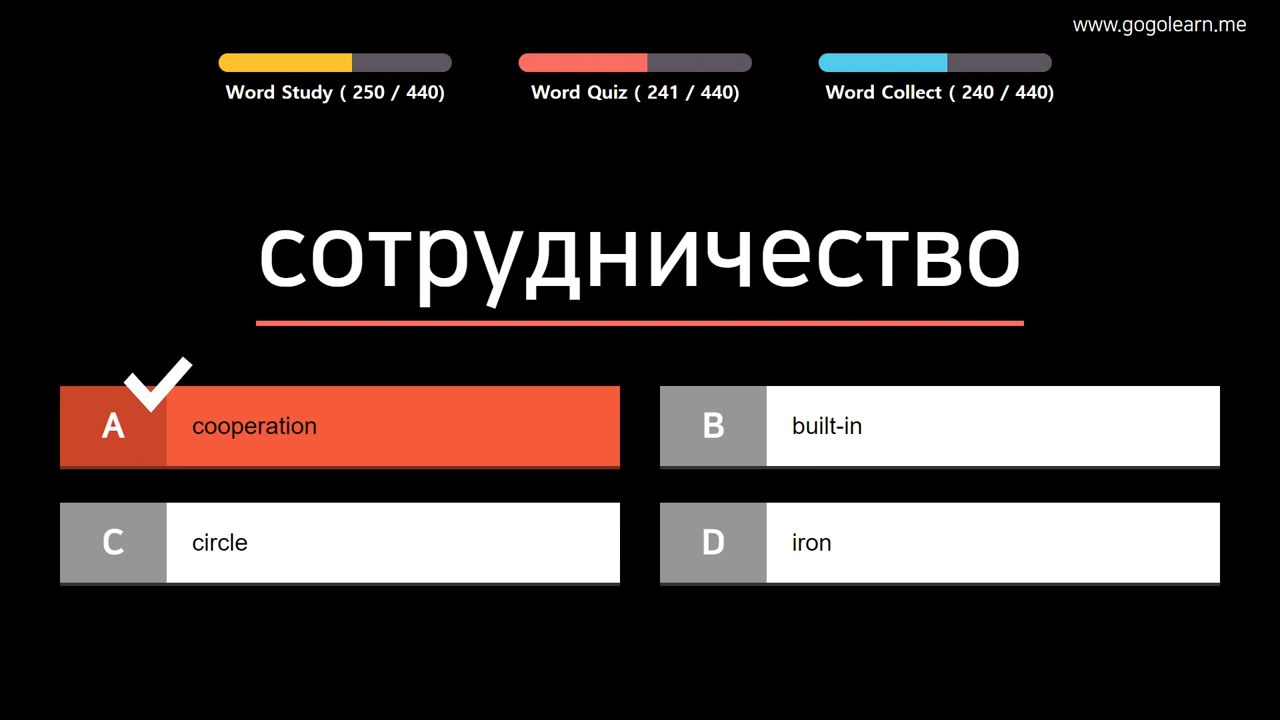 www.gogolearn.me
Word Study ( 250 / 440)
Word Quiz ( 241 / 440)
Word Collect ( 240 / 440)
сотрудничество
A cooperation
B built-in
C circle
D iron